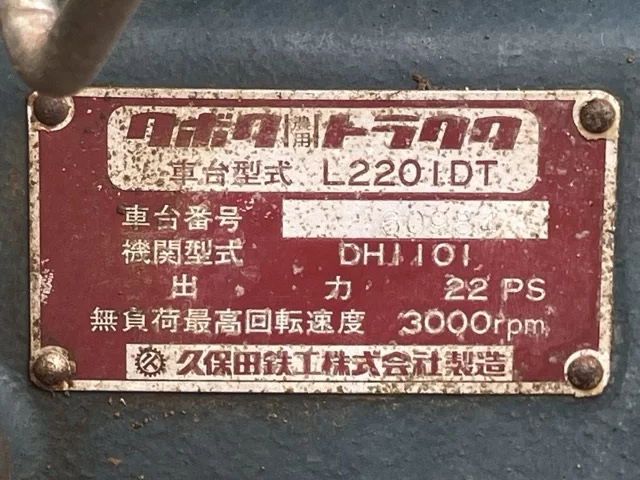 クボタ農用トラクタ
車台型式 L2201DT
車台番号
機関型式 DH1101
出力 22PS
無負荷最高回転速度 3000rpm
久保田鉄工株式会社製造